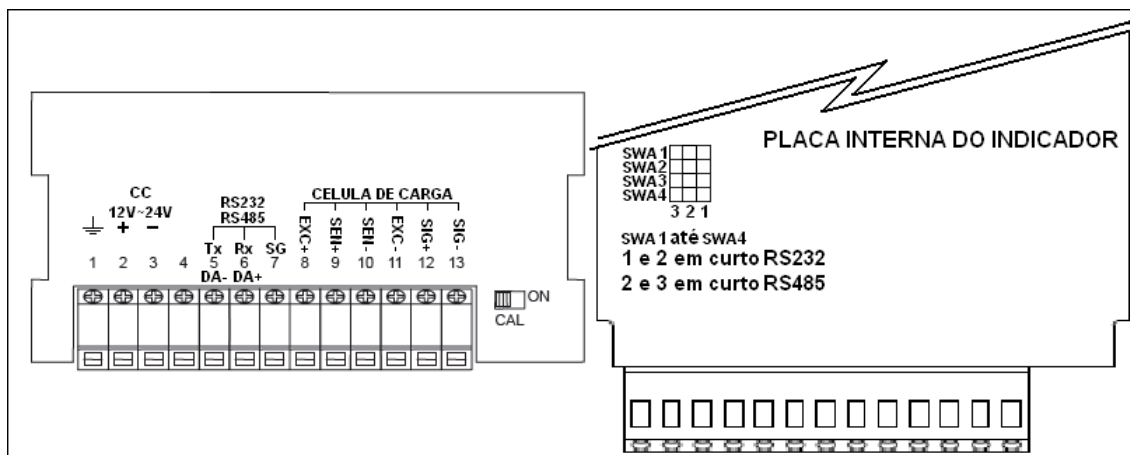 CC
12V~24V
+ −
RS232
RS485
Tx Rx SG
CELULA DE CARGA
EXC+ SEN+ SEN- EXC- SIG+ SIG-
1 2 3 4 5 6 7 8 9 10 11 12 13
DA- DA+
ON
CAL
PLACA INTERNA DO INDICADOR
SWA1
SWA2
SWA3
SWA4
3 2 1
SWA1 até SWA4
1 e 2 em curto RS232
2 e 3 em curto RS485